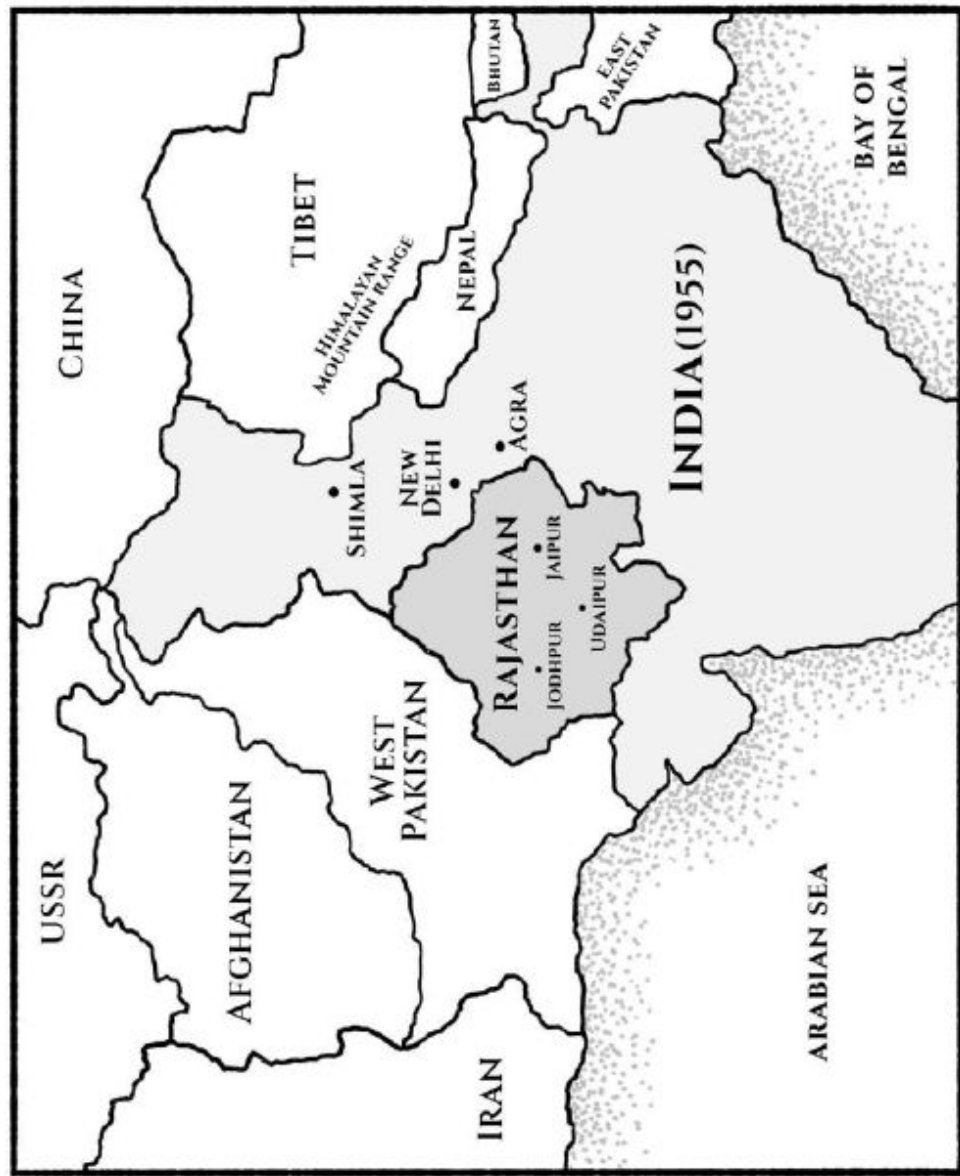 USSR
CHINA
AFGHANISTAN
TIBET
HIMALAYAN
MOUNTAIN RANGE
SHIMLA
WEST
PAKISTAN
NEW
DELHI
NEPAL
BHUTAN
IRAN
RAJASTHAN
AGRA
JODHPUR
JAIPUR
UDAIPUR
EAST
PAKISTAN
INDIA (1955)
ARABIAN SEA
BAY OF
BENGAL